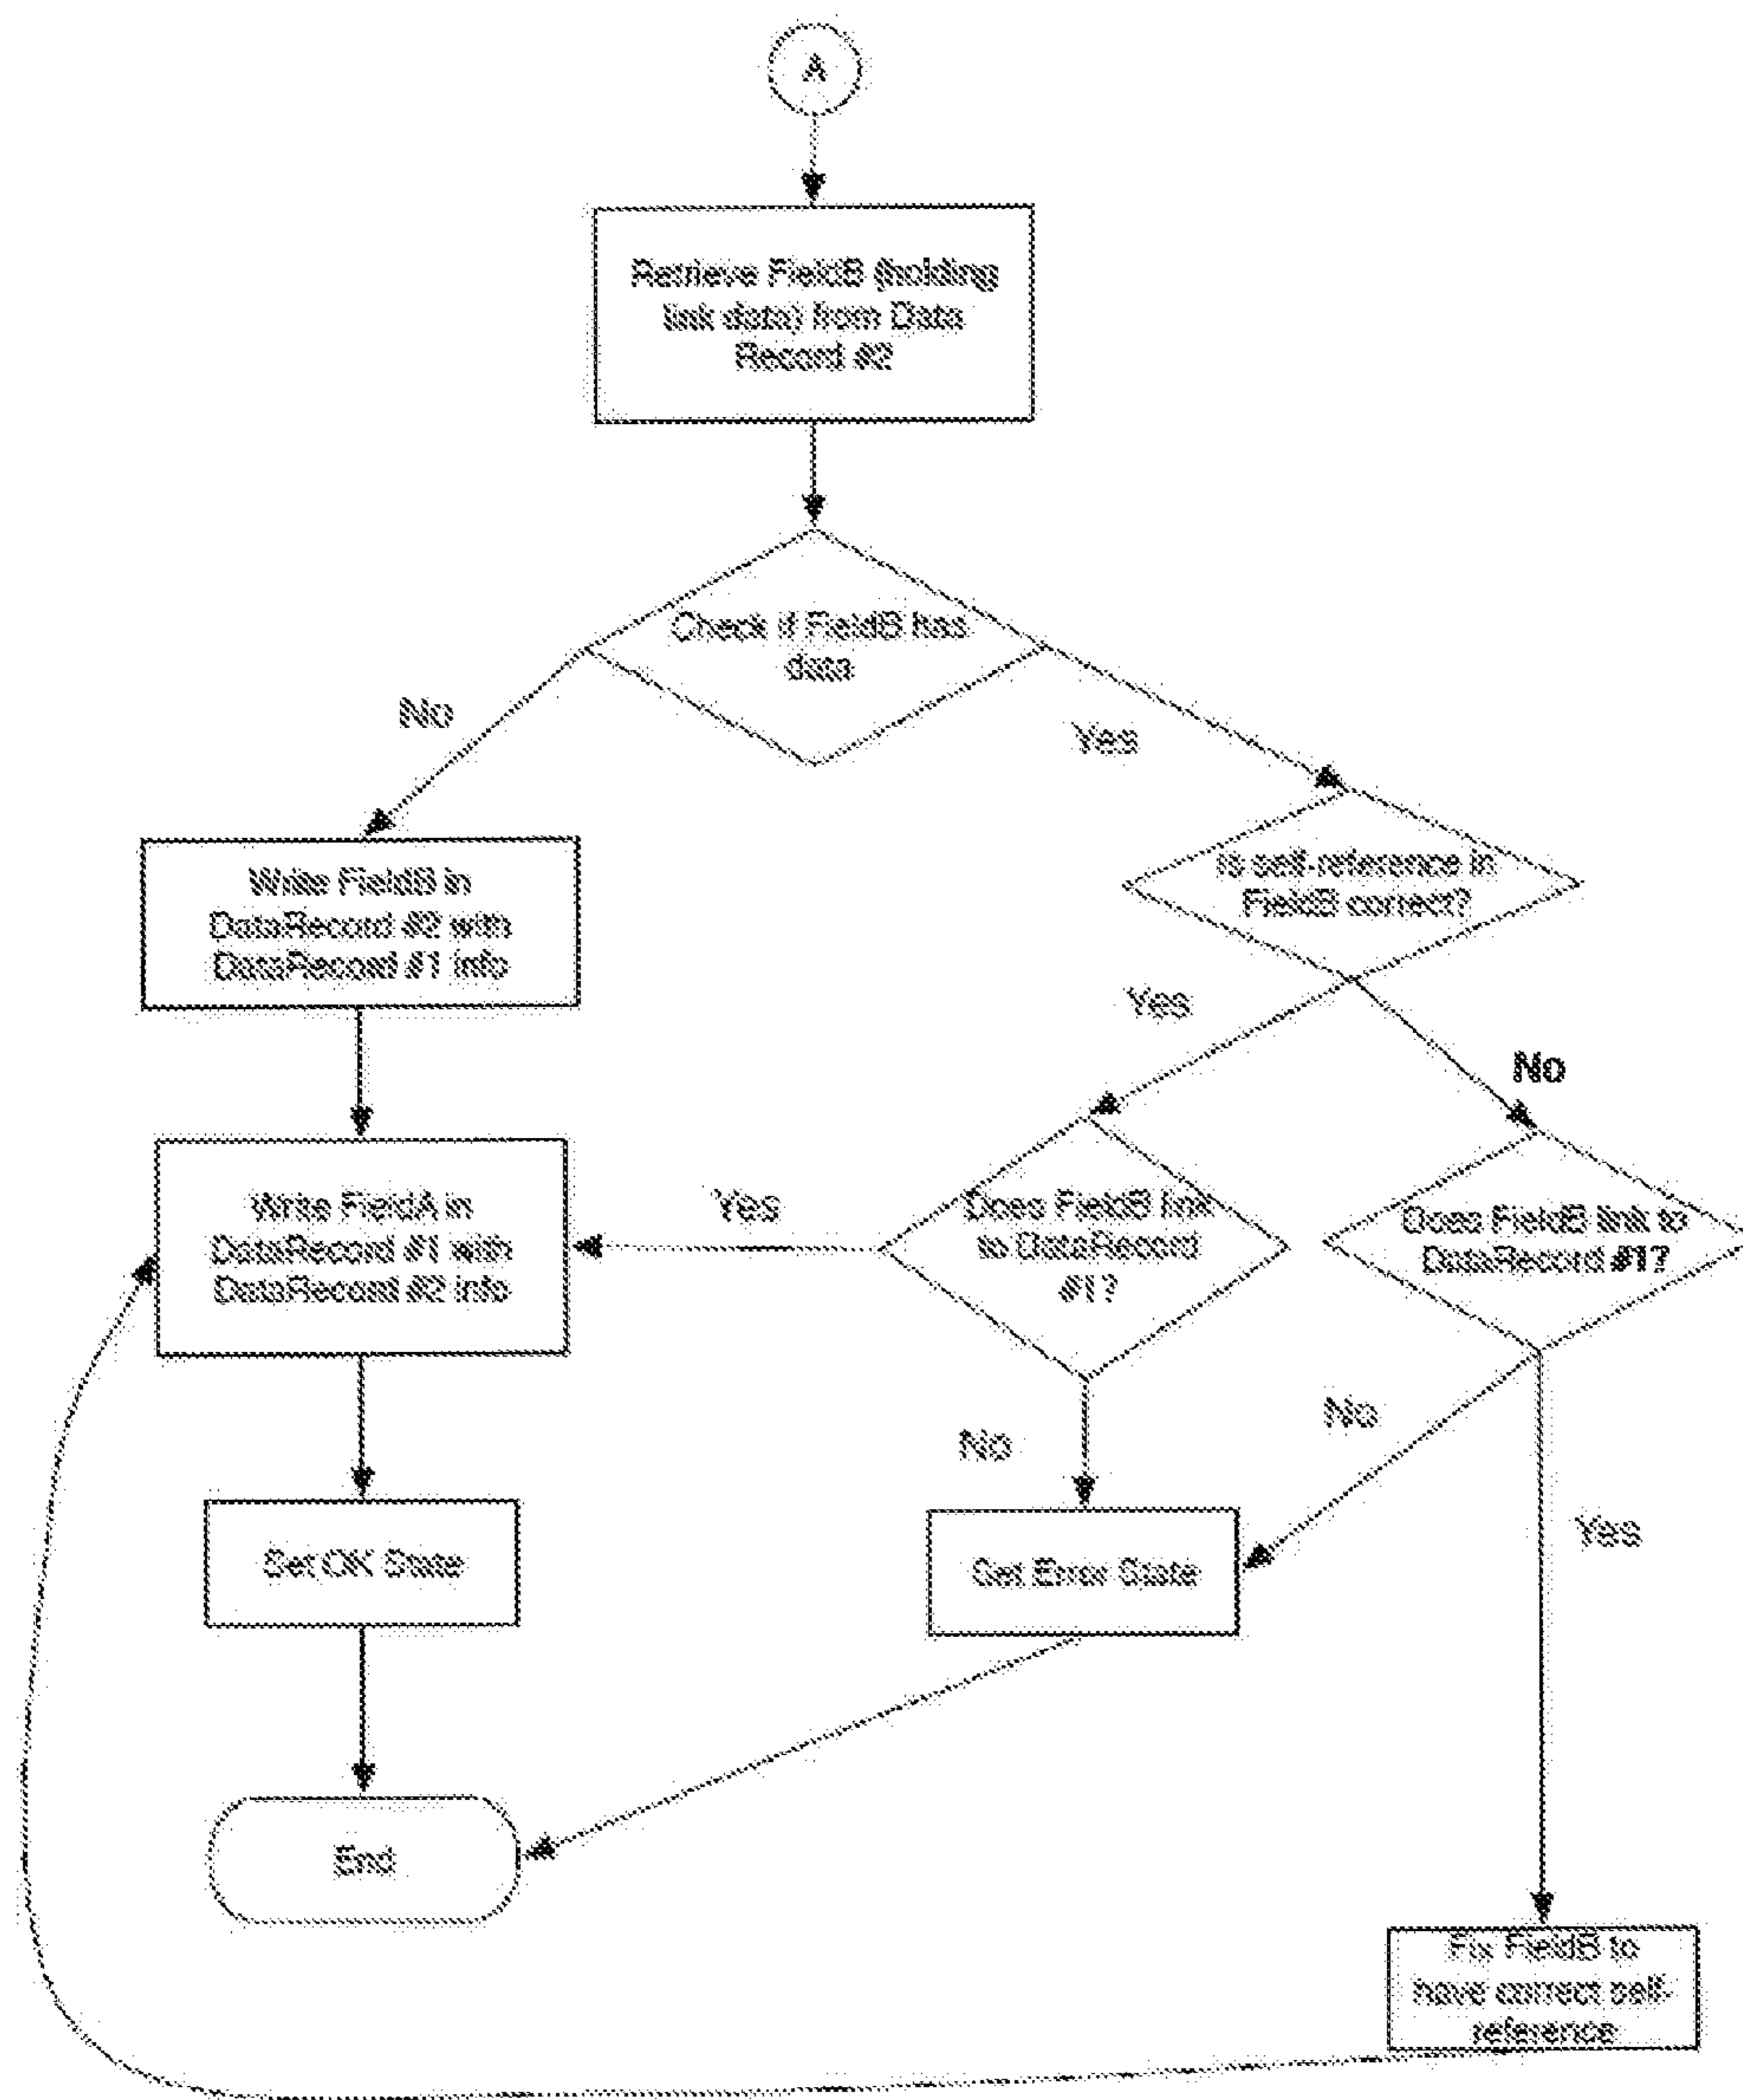 A
Retrieve FieldB (holding
link data) from Data
Record #2
Check if FieldB has
data
No
Yes
Write FieldB in
DataRecord #2 with
DataRecord #1 info
Is self-reference in
FieldB correct?
Yes
No
Write FieldA in
DataRecord #1 with
DataRecord #2 info
Yes
Does FieldB link
to DataRecord
#1?
Does FieldB link to
DataRecord #1?
No
No
Yes
Set OK State
Set Error State
End
Fix FieldB to
have correct self-
reference